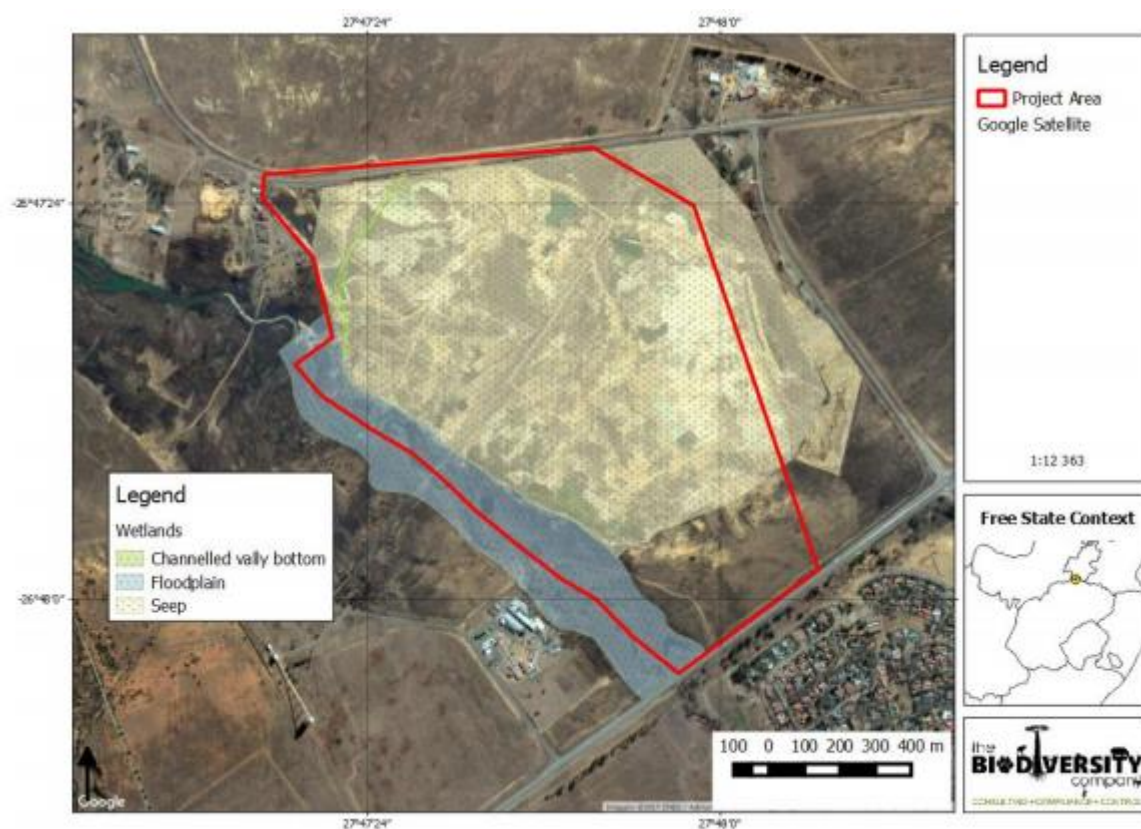 27°47'24"
27°48'0"
Legend
Project Area
Google Satellite
-26°47'24"
1:12 363
Legend
Wetlands
Channelled vally bottom
Floodplain
Seep
Free State Context
-26°48'0"
100 0 100 200 300 400 m
the
BIODIVERSITY
company
Google
27°47'24"
27°48'0"